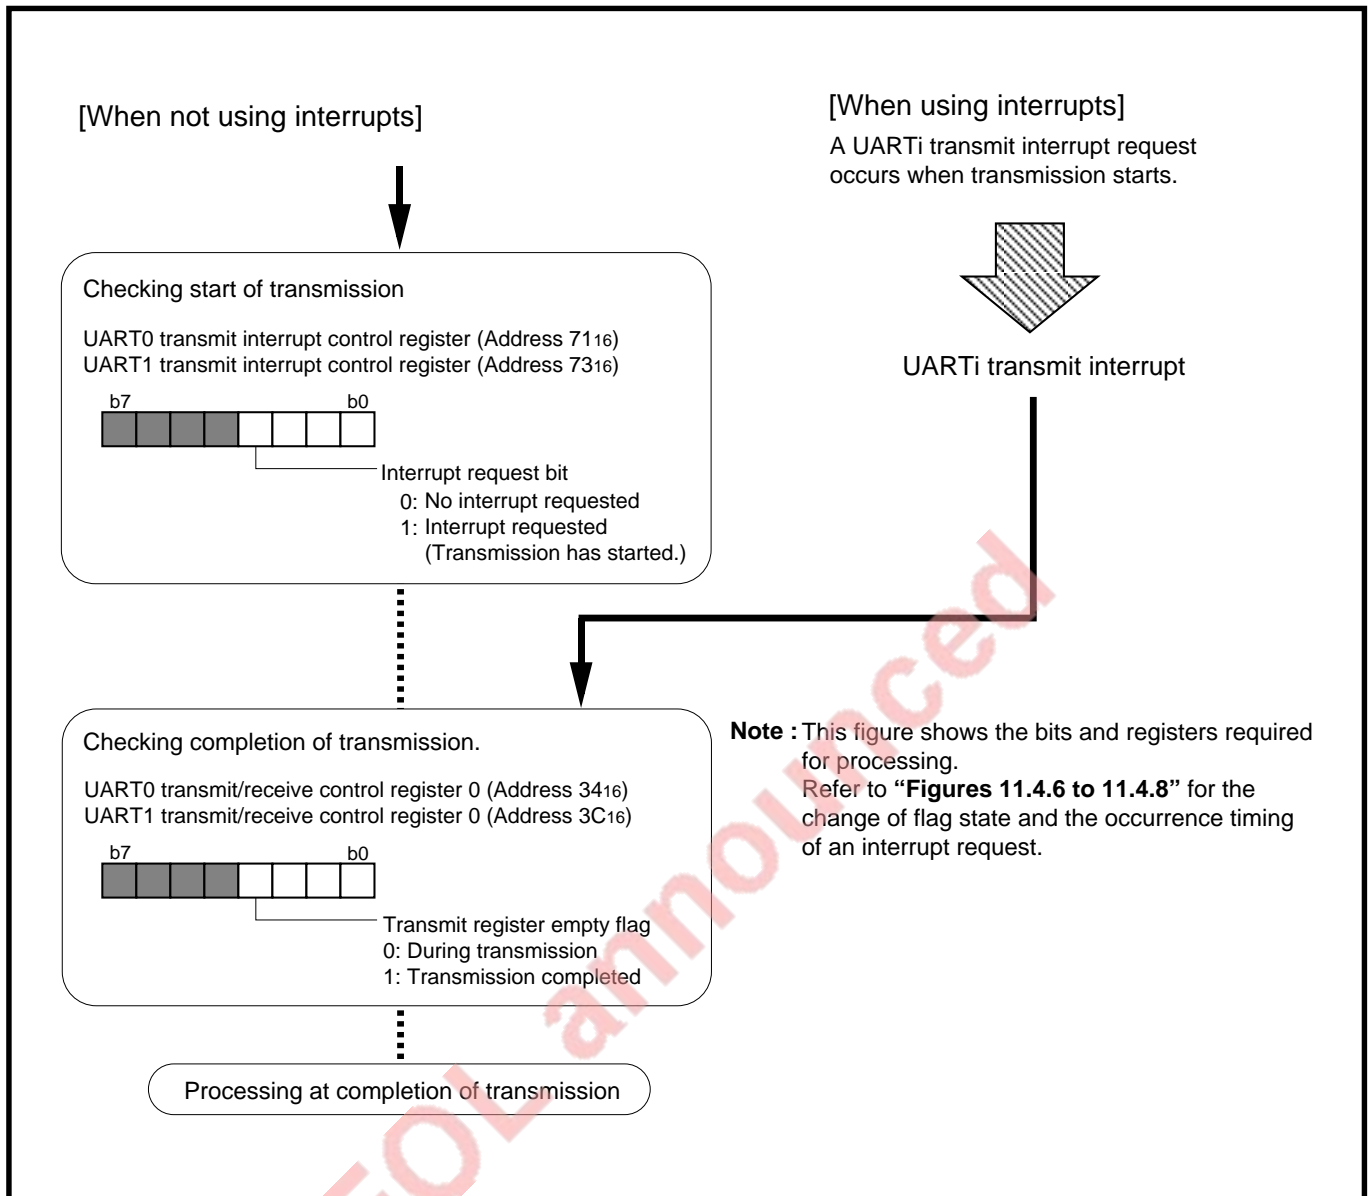 [When not using interrupts]
Checking start of transmission
UART0 transmit interrupt control register (Address 7116)
UART1 transmit interrupt control register (Address 7316)
b7 b0
Interrupt request bit
0: No interrupt requested
1: Interrupt requested
(Transmission has started.)
[When using interrupts]
A UARTi transmit interrupt request
occurs when transmission starts.
UARTi transmit interrupt
Checking completion of transmission.
UART0 transmit/receive control register 0 (Address 3416)
UART1 transmit/receive control register 0 (Address 3C16)
b7 b0
Transmit register empty flag
0: During transmission
1: Transmission completed
Note : This figure shows the bits and registers required
for processing.
Refer to “Figures 11.4.6 to 11.4.8” for the
change of flag state and the occurrence timing
of an interrupt request.
Processing at completion of transmission
EOL announced